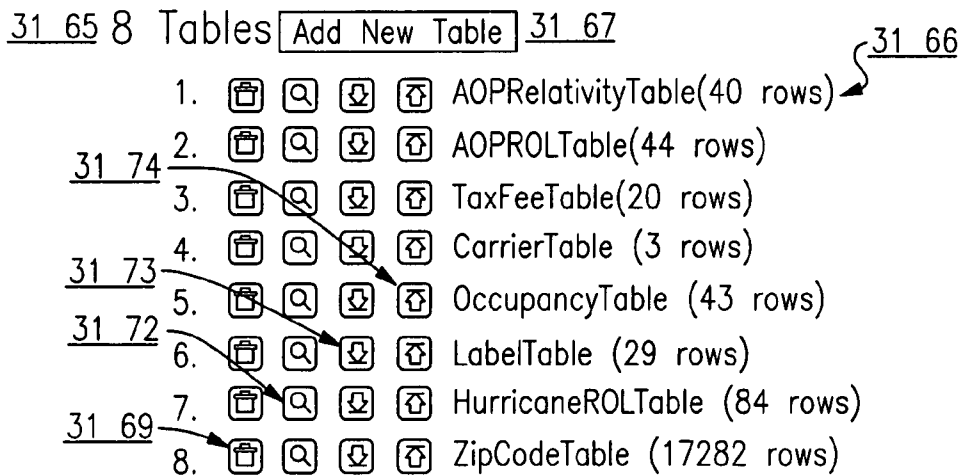 31 65 8 Tables Add New Table 31 67
31 66
1. AOPRelativityTable(40 rows)
2. AOPROLTable(44 rows)
31 74
3. TaxFeeTable(20 rows)
4. CarrierTable (3 rows)
31 73
5. OccupancyTable (43 rows)
31 72
6. LabelTable (29 rows)
7. HurricaneROLTable (84 rows)
31 69
8. ZipCodeTable (17282 rows)